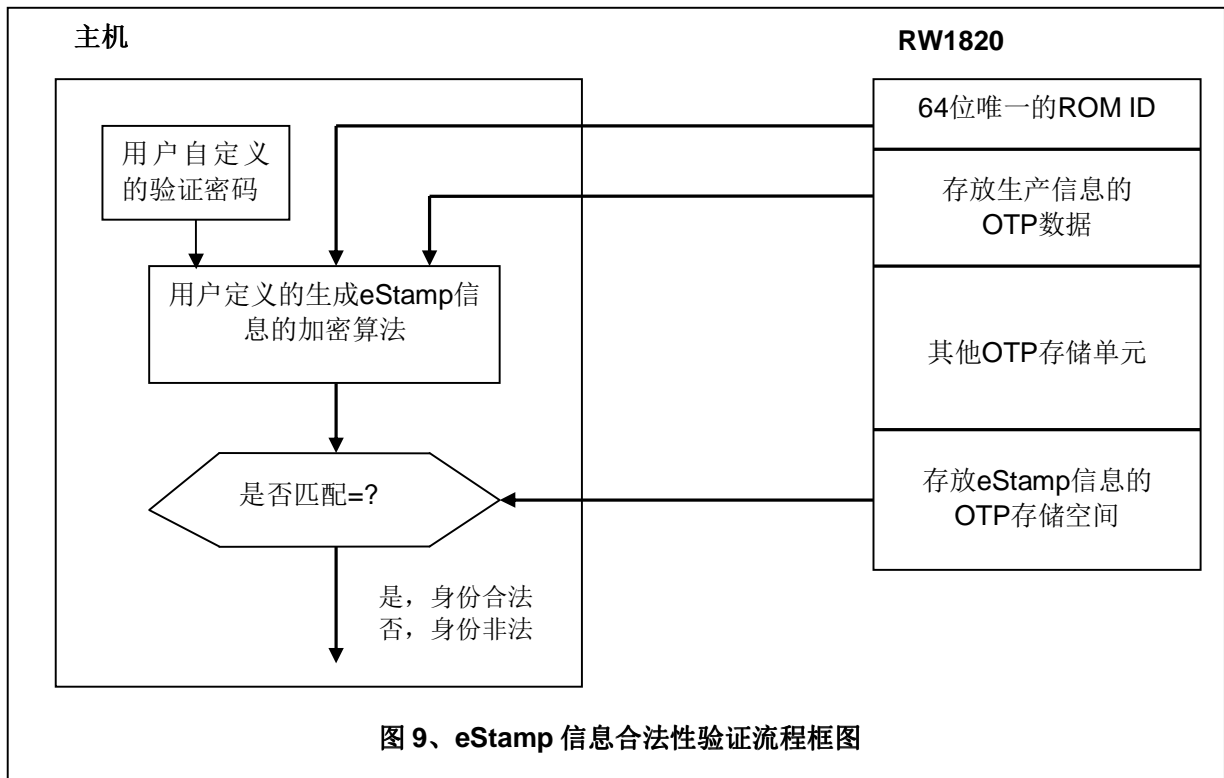 主机
RW1820
64位唯一的ROM ID
用户自定义
的验证密码
存放生产信息的
OTP数据
用户定义的生成eStamp信
息的加密算法
其他OTP存储单元
是否匹配=?
存放eStamp信息的
OTP存储空间
是，身份合法
否，身份非法
图 9、eStamp 信息合法性验证流程框图